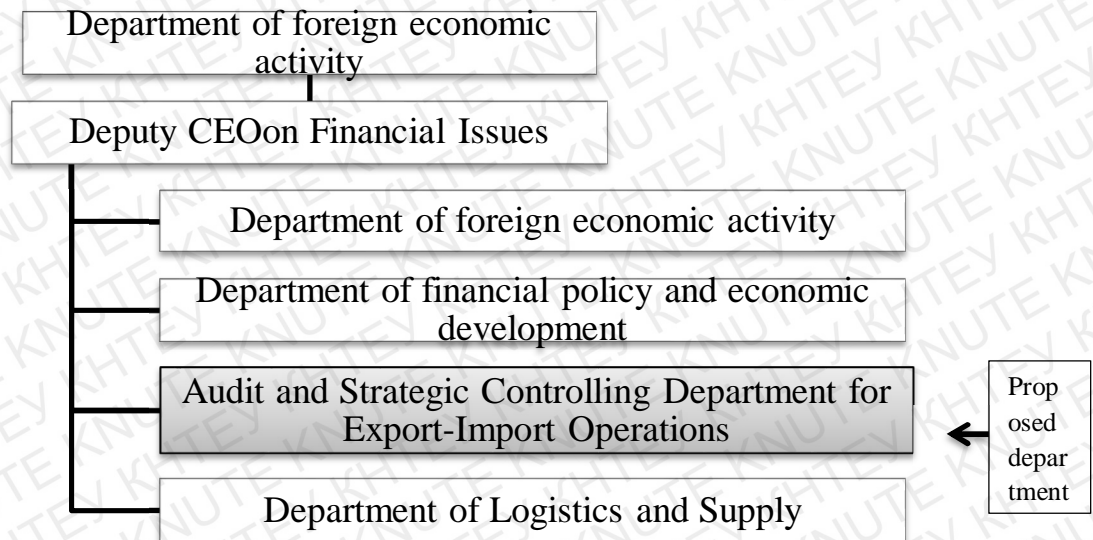 Department of foreign economic
activity
Deputy CEOon Financial Issues
Department of foreign economic activity
Department of financial policy and economic
development
Audit and Strategic Controlling Department for
Export-Import Operations
Prop
osed
depar
tment
Department of Logistics and Supply